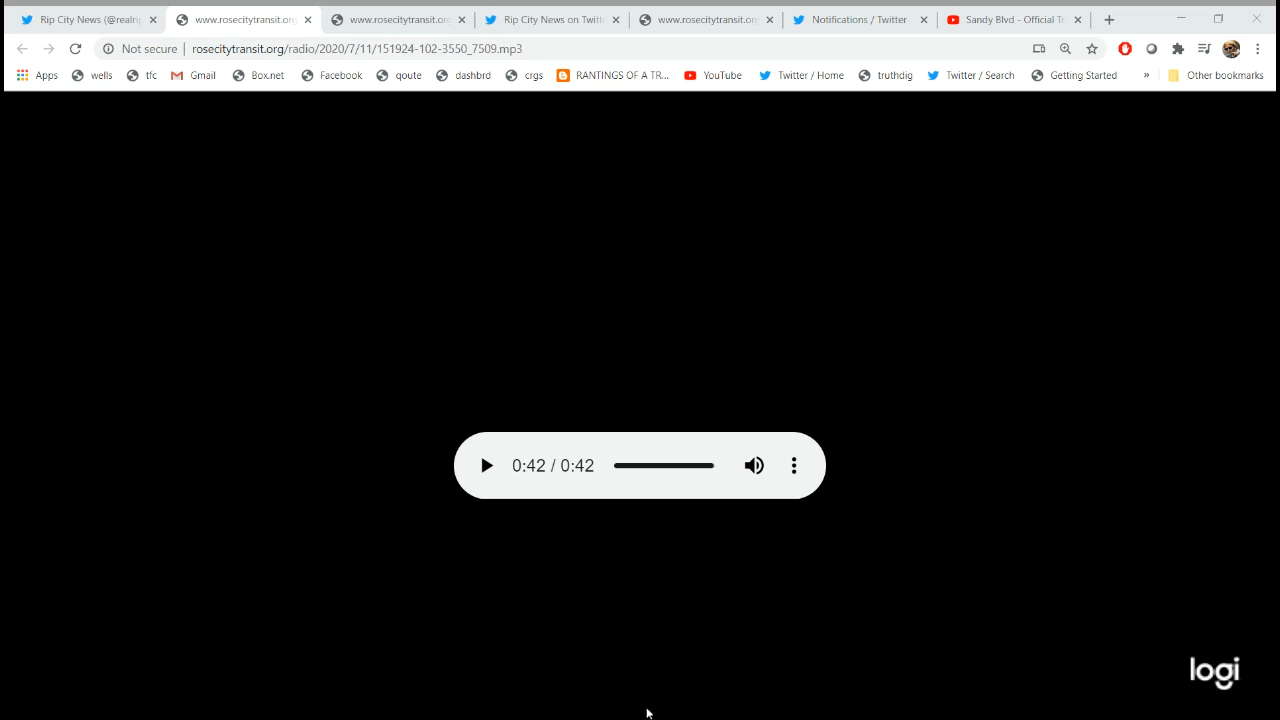 Rip City News (@realri
www.rosecitytransit.org
www.rosecitytransit.org
Rip City News on Twitt
www.rosecitytransit.org
Notifications / Twitter
Sandy Blvd - Official Tr
Not secure | rosecitytransit.org/radio/2020/7/11/151924-102-3550_7509.mp3
Apps wells tfc Gmail Box.net Facebook qoute dashbrd crgs RANTINGS OF A TR... YouTube Twitter / Home truthdig Twitter / Search Getting Started » Other bookmarks
0:42 / 0:42
logi